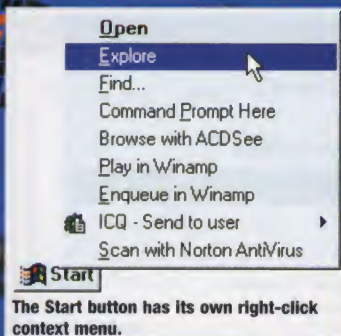 Open
Explore
Find...
Command Prompt Here
Browse with ACDSee
Play in Winamp
Enqueue in Winamp
ICQ - Send to user
Scan with Norton AntiVirus
Start
The Start button has its own right-click
context menu.